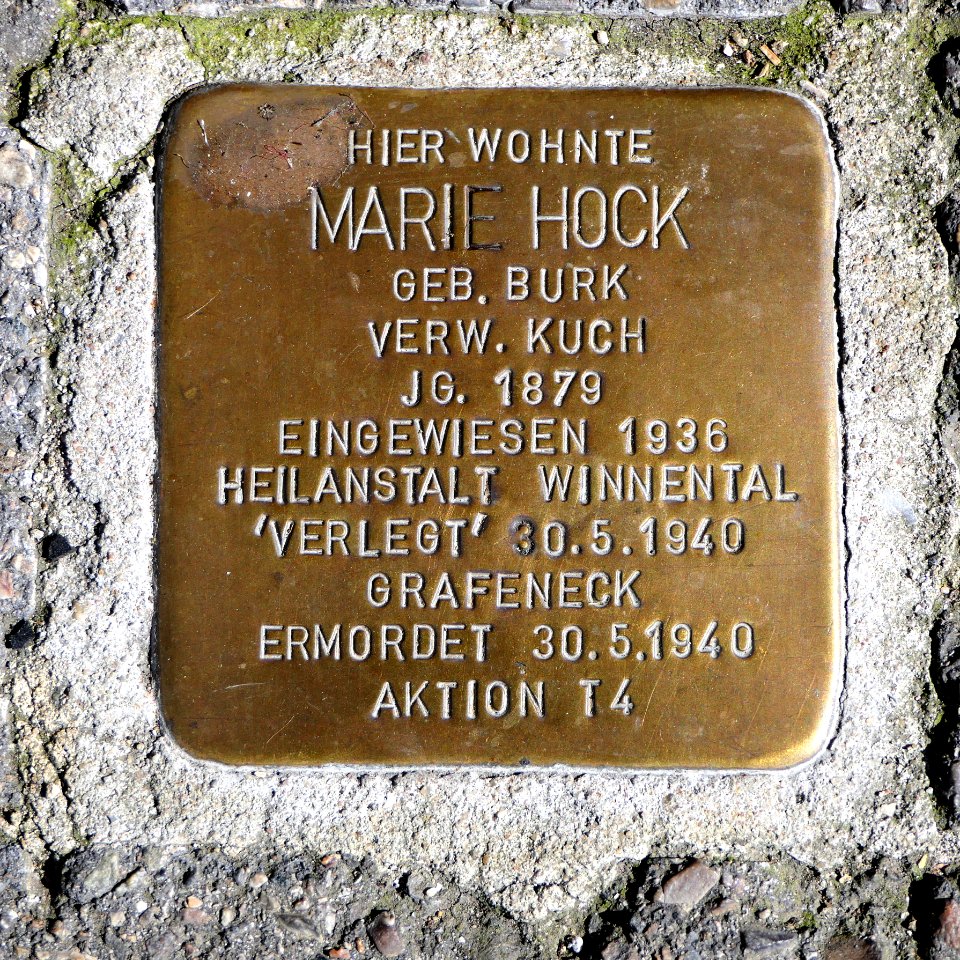 HIER WOHNTE
MARIE HOCK
GEB. BURK
VERW. KUCH
JG. 1879
EINGEWIESEN 1936
HEILANSTALT WINNENTAL
'VERLEGT' 30.5.1940
GRAFENECK
ERMORDET 30.5.1940
AKTION T4